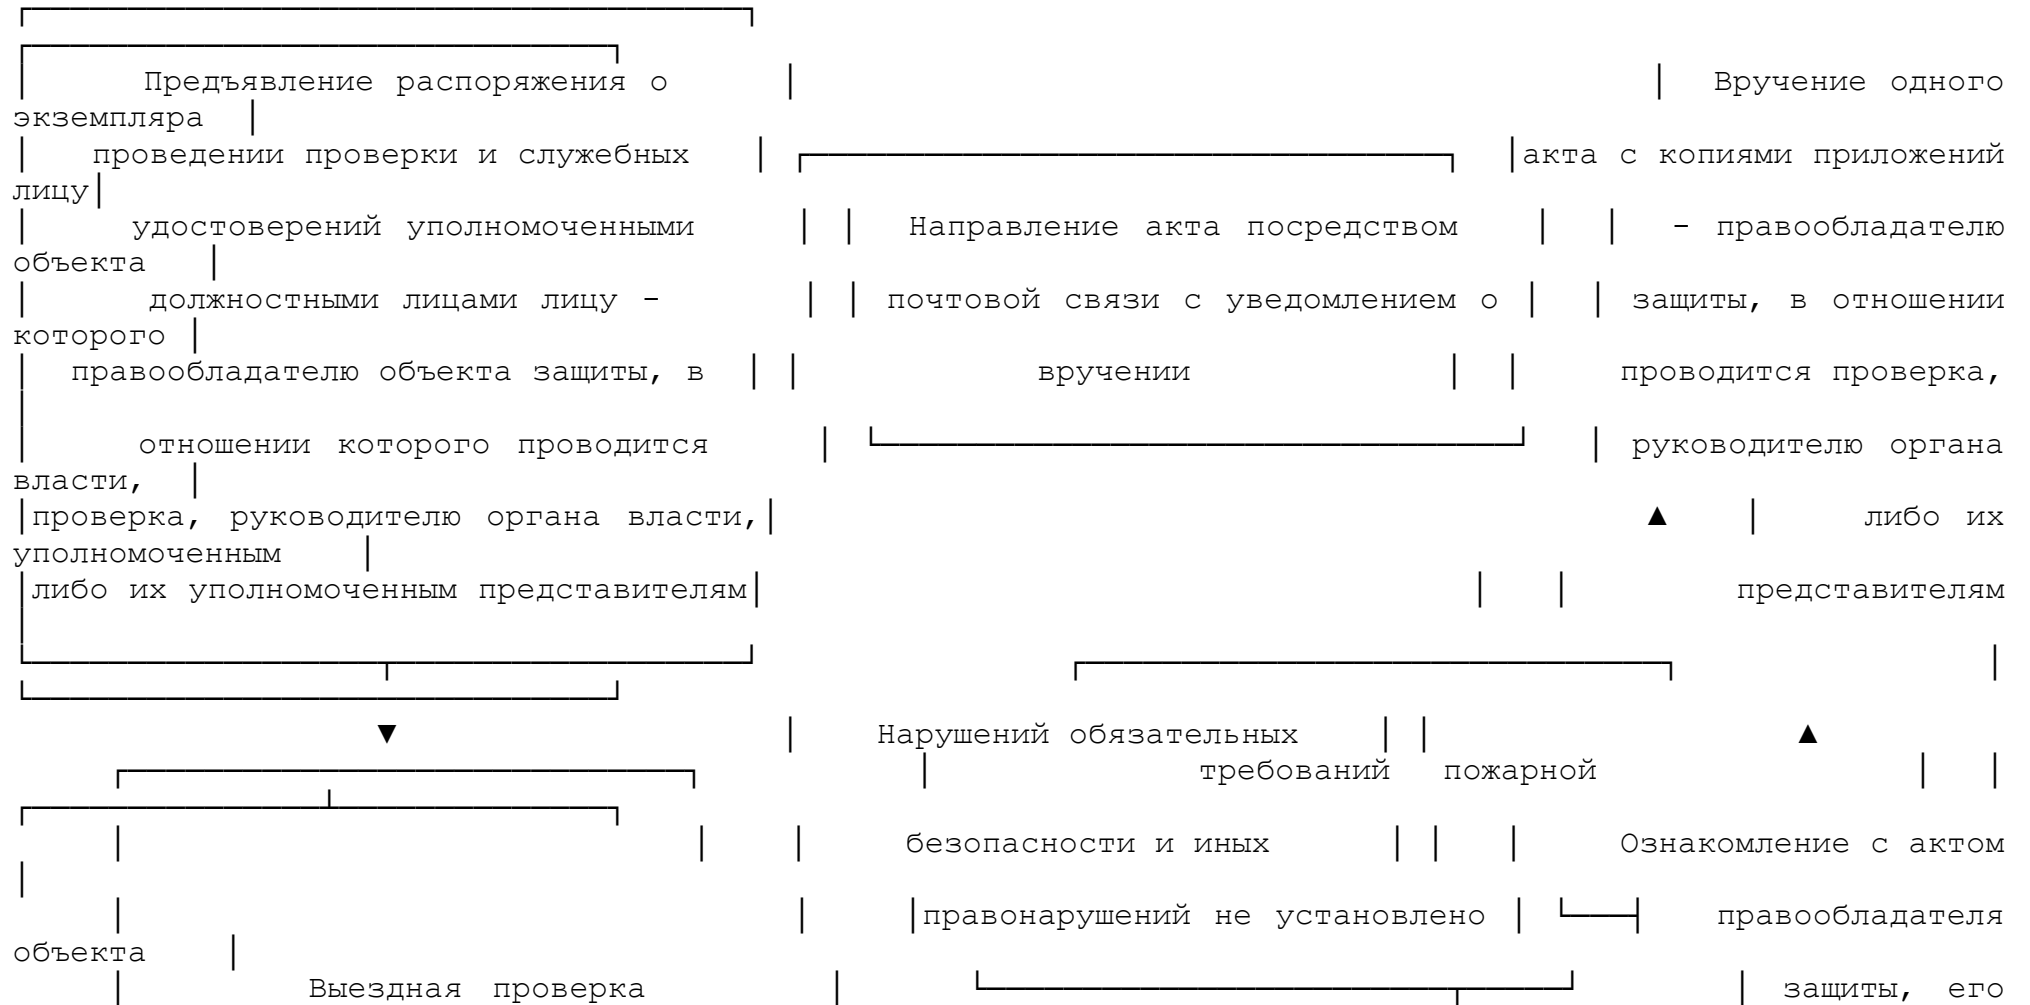 Предъявление распоряжения о Вручение одного
экземпляра
проведении проверки и служебных акта с копиями приложений
лицу
удостоверений уполномоченными Направление акта посредством - правообладателю
объекта
должностными лицами лицу - почтовой связи с уведомлением о защиты, в отношении
которого
правообладателю объекта защиты, в вручении проводится проверка,
отношении которого проводится руководителю органа
власти,
проверка, руководителю органа власти, либо их
уполномоченным
либо их уполномоченным представителям представителям
Нарушений обязательных
требований пожарной
безопасности и иных Ознакомление с актом
правонарушений не установлено правообладателя
объекта
Выездная проверка защиты, его